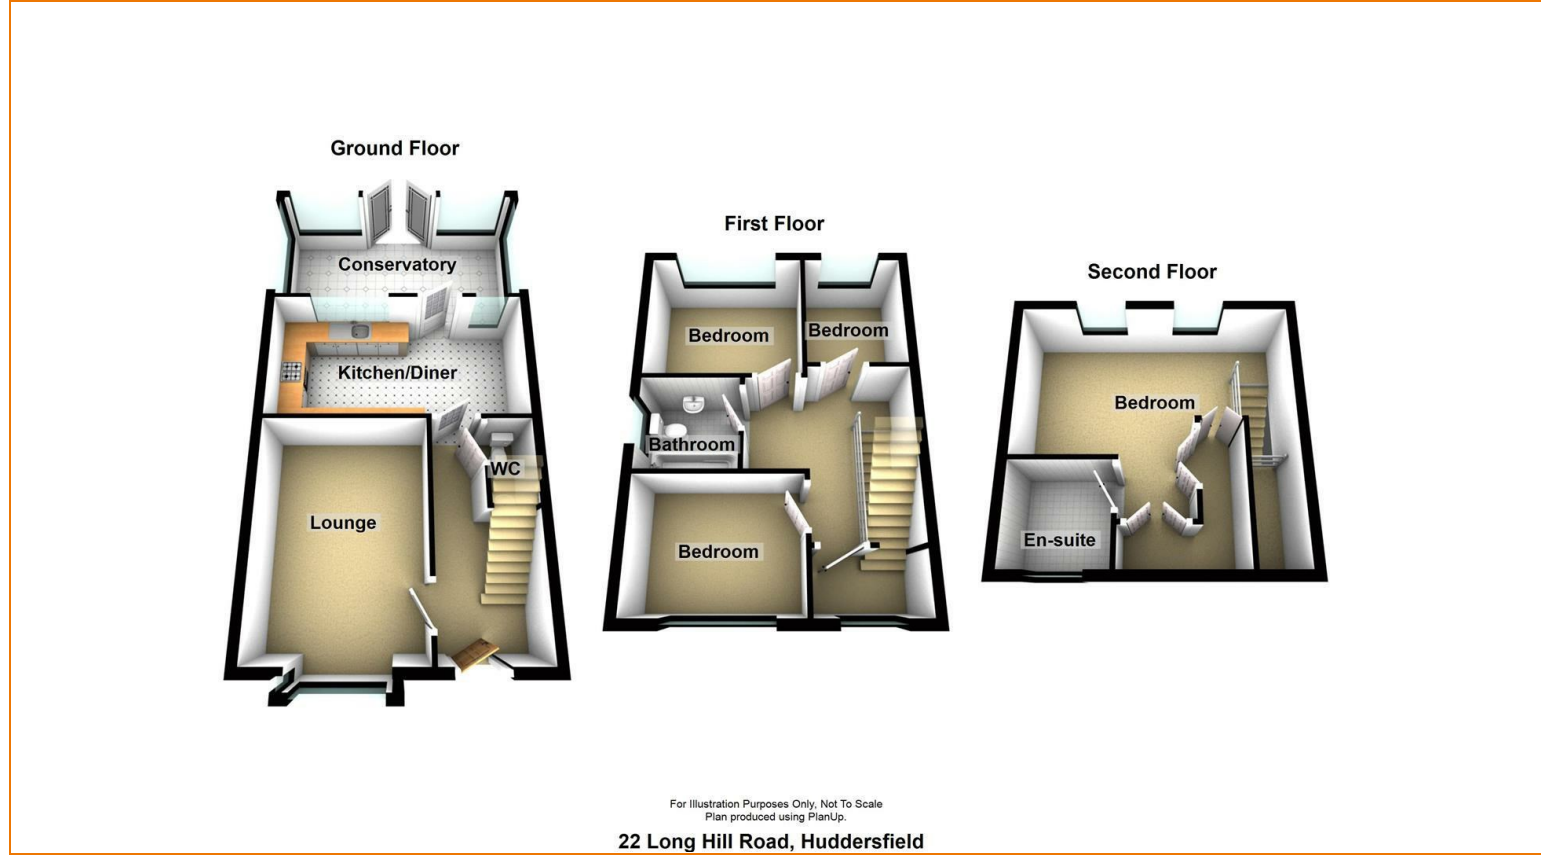 Ground Floor
Conservatory
Kitchen/Diner
WC
Lounge
First Floor
Bedroom
Bedroom
Bathroom
Bedroom
Second Floor
Bedroom
En-suite
For Illustration Purposes Only, Not To Scale
Plan produced using PlanUp.
22 Long Hill Road, Huddersfield